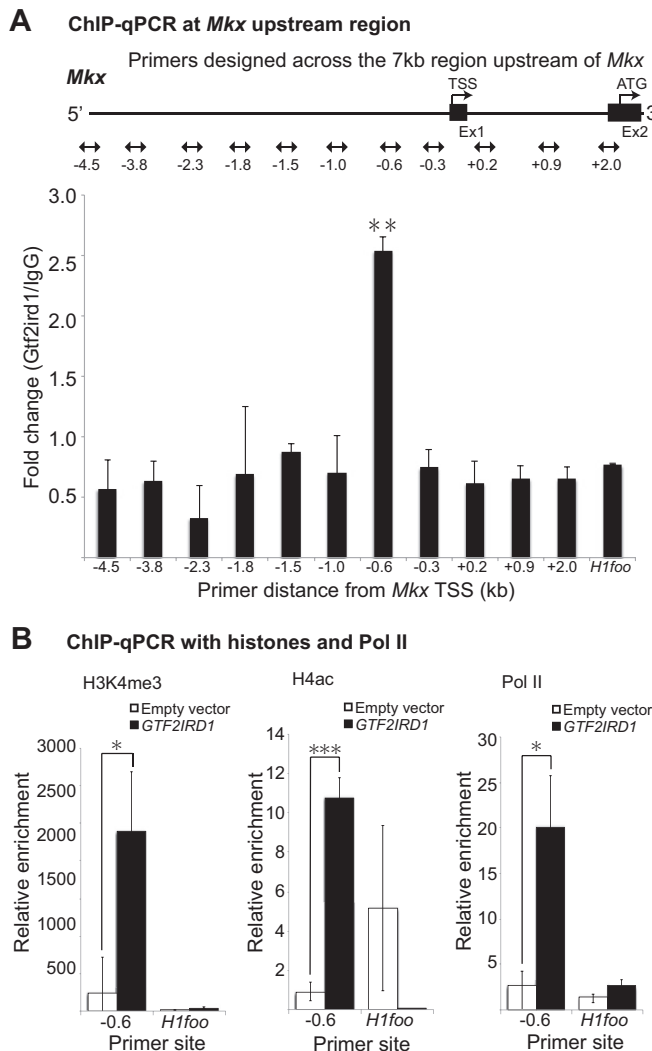 A ChIP-qPCR at Mkx upstream region
Primers designed across the 7kb region upstream of Mkx
Mkx
TSS ATG
5’ 3
Ex1 Ex2
-4.5 -3.8 -2.3 -1.8 -1.5 -1.0 -0.6 -0.3 +0.2 +0.9 +2.0
Fold change (Gtf2ird1/IgG)
3.0
2.5
2.0
1.0
1.0
0.5
**
-4.5 -3.8 -2.3 -1.8 -1.5 -1.0 -0.6 -0.3 +0.2 +0.9 +2.0 H1foo
Primer distance from Mkx TSS (kb)
B ChIP-qPCR with histones and Pol II
H3K4me3
Empty vector
GTF2IRD1
Relative enrichment
3000
2500
2000
1500
1000
500
*
-0.6 H1foo
Primer site
H4ac
Empty vector
GTF2IRD1
Relative enrichment
14
12
10
8
6
4
2
***
-0.6 H1foo
Primer site
Pol II
Empty vector
GTF2IRD1
Relative enrichment
30
25
20
15
10
5
*
-0.6 H1foo
Primer site